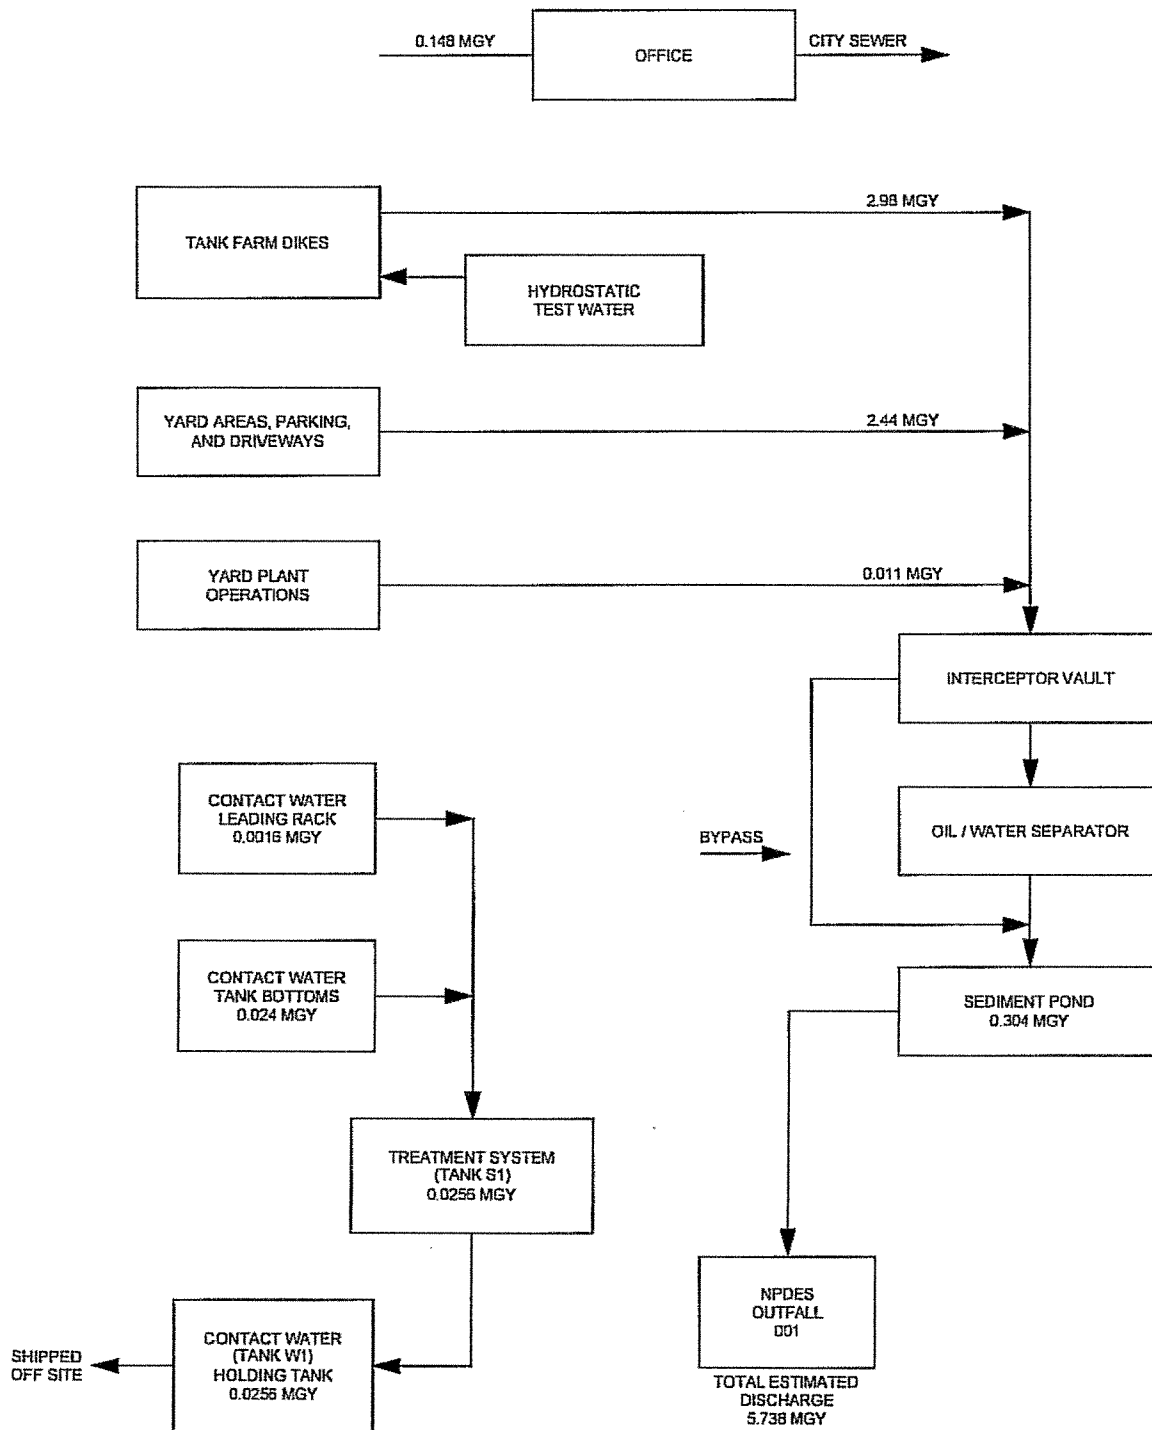 0.148 MGY
OFFICE
CITY SEWER
TANK FARM DIKES
2.98 MGY
HYDROSTATIC
TEST WATER
YARD AREAS, PARKING,
AND DRIVEWAYS
2.44 MGY
YARD PLANT
OPERATIONS
0.011 MGY
INTERCEPTOR VAULT
CONTACT WATER
LEADING RACK
0.0016 MGY
BYPASS
OIL / WATER SEPARATOR
CONTACT WATER
TANK BOTTOMS
0.024 MGY
SEDIMENT POND
0.304 MGY
TREATMENT SYSTEM
(TANK S1)
0.0256 MGY
NPDES
OUTFALL
001
SHIPPED
OFF SITE
CONTACT WATER
(TANK W1)
HOLDING TANK
0.0256 MGY
TOTAL ESTIMATED
DISCHARGE
5.738 MGY